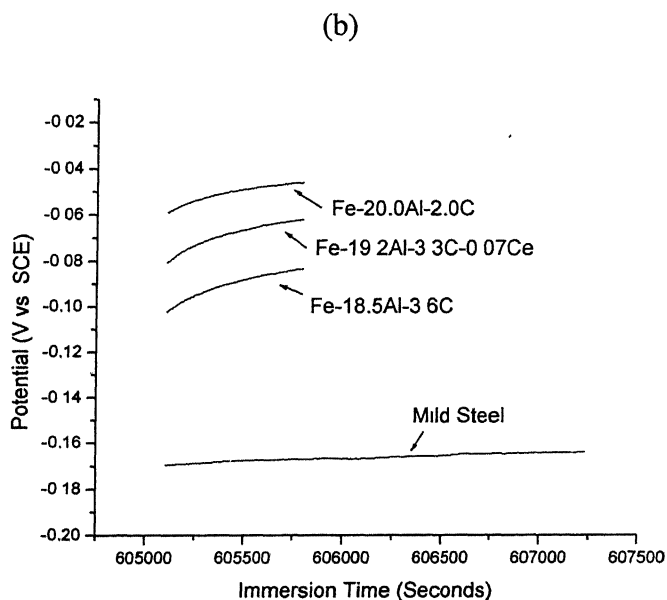 (b)
-0 02
-0 04
-0 06
-0 08
-0.10
-0.12
-0 14
-0.16
-0 18
-0.20
Potential (V vs SCE)
Fe-20.0Al-2.0C
Fe-19 2Al-3 3C-0 07Ce
Fe-18.5Al-3 6C
Mild Steel
605000 605500 606000 606500 607000 607500
Immersion Time (Seconds)